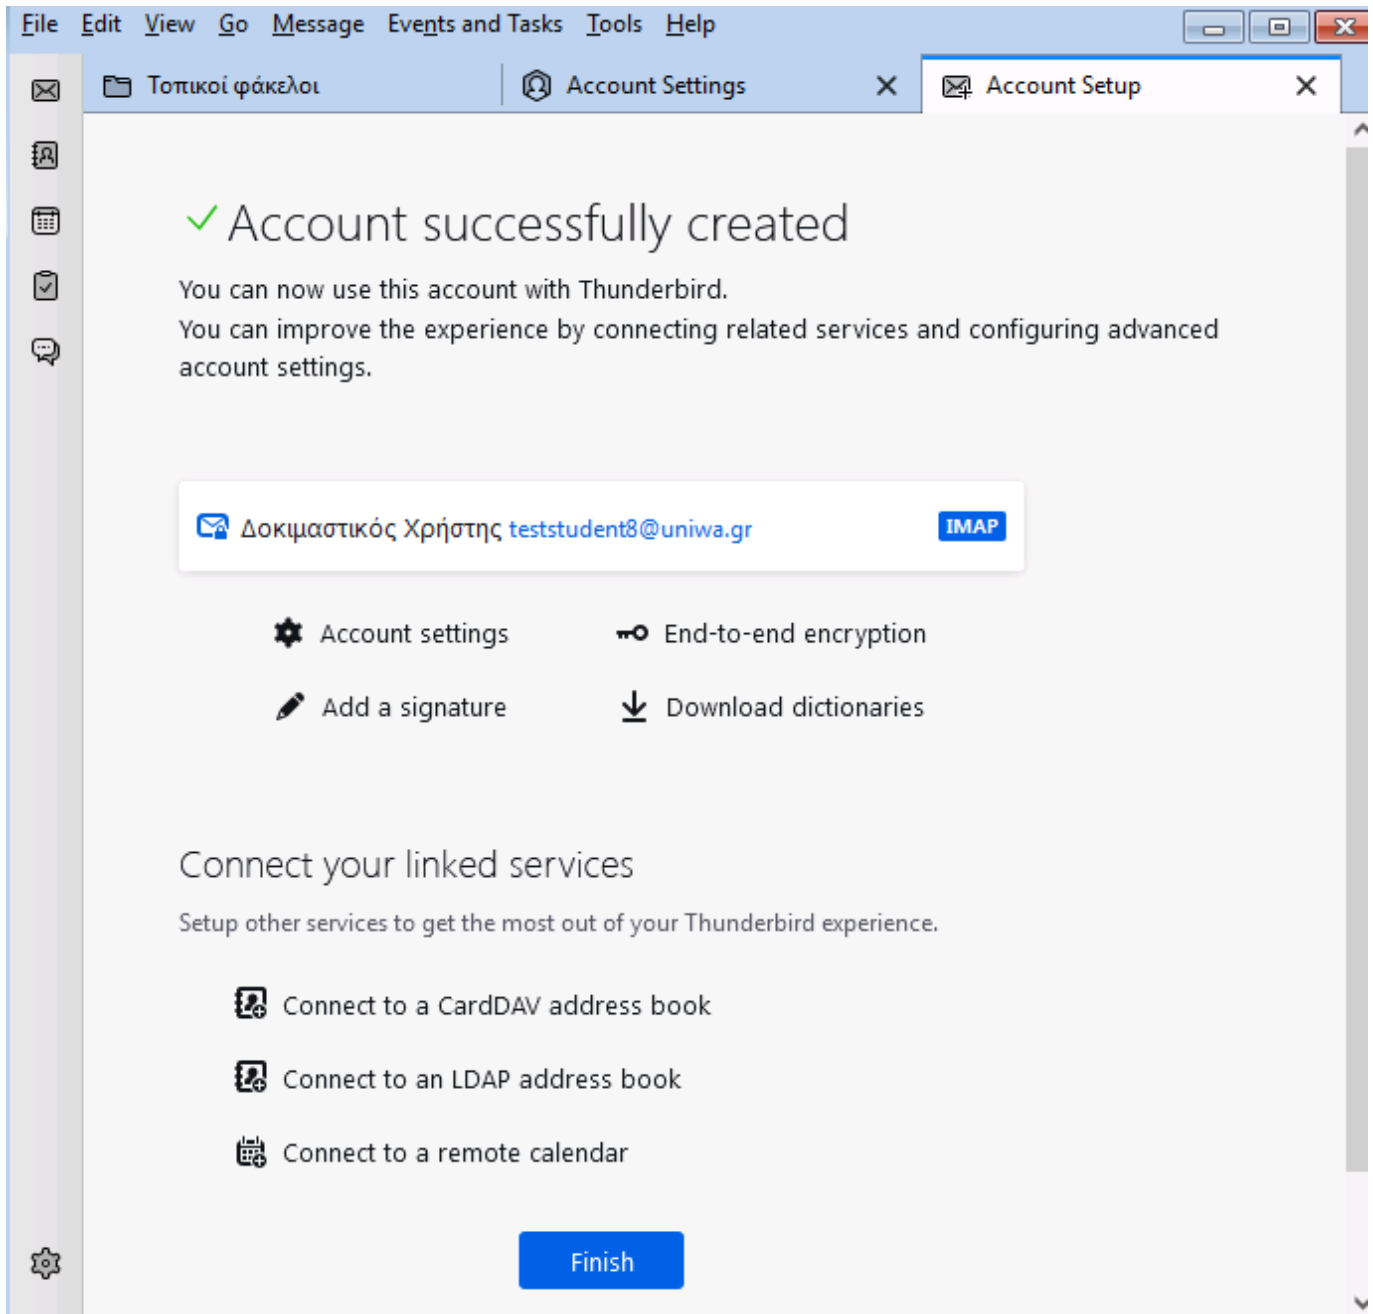 File Edit View Go Message Events and Tasks Tools Help
Τοπικοί φάκελοι Account Settings Account Setup
Account successfully created
You can now use this account with Thunderbird.
You can improve the experience by connecting related services and configuring advanced
account settings.
Δοκιμαστικός Χρήστης teststudent8@uniwa.gr IMAP
Account settings End-to-end encryption
Add a signature Download dictionaries
Connect your linked services
Setup other services to get the most out of your Thunderbird experience.
Connect to a CardDAV address book
Connect to an LDAP address book
Connect to a remote calendar
Finish